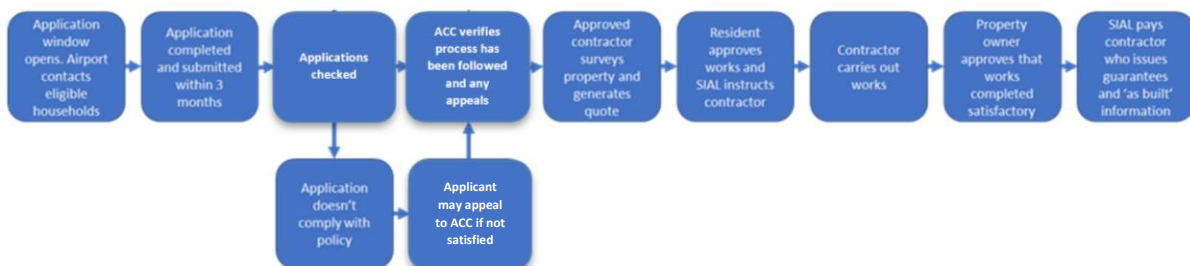 Application
window
opens. Airport
contacts
eligible
households
Application
completed
and submitted
within 3
months
Applications
checked
ACC verifies
process has
been followed
and any
appeals
Approved
contractor
surveys
property and
generates
quote
Resident
approves
works and
SIAL instructs
contractor
Contractor
carries out
works
Property
owner
approves that
works
completed
satisfactory
SIAL pays
contractor
who issues
guarantees
and ‘as built’
information
Application
doesn’t
comply with
policy
Applicant
may appeal
to ACC if not
satisfied